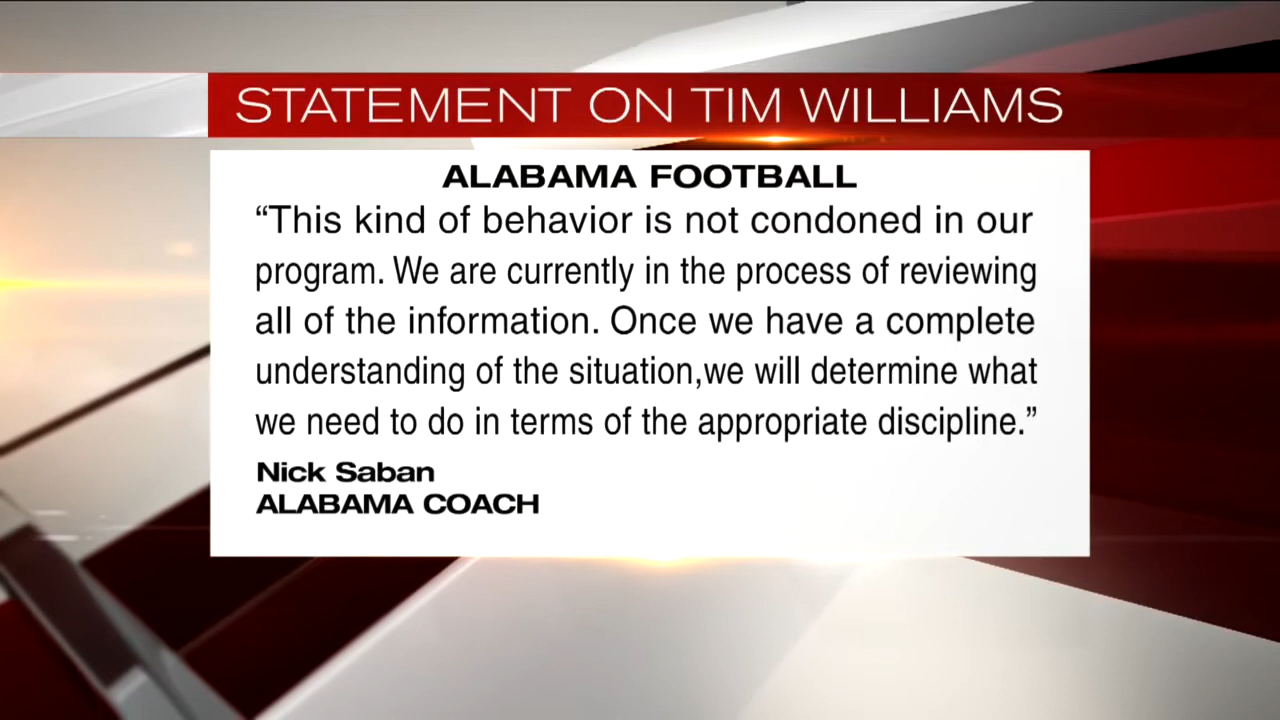 STATEMENT ON TIM WILLIAMS
ALABAMA FOOTBALL
“This kind of behavior is not condoned in our
program. We are currently in the process of reviewing
all of the information. Once we have a complete
understanding of the situation,we will determine what
we need to do in terms of the appropriate discipline.”
Nick Saban
ALABAMA COACH